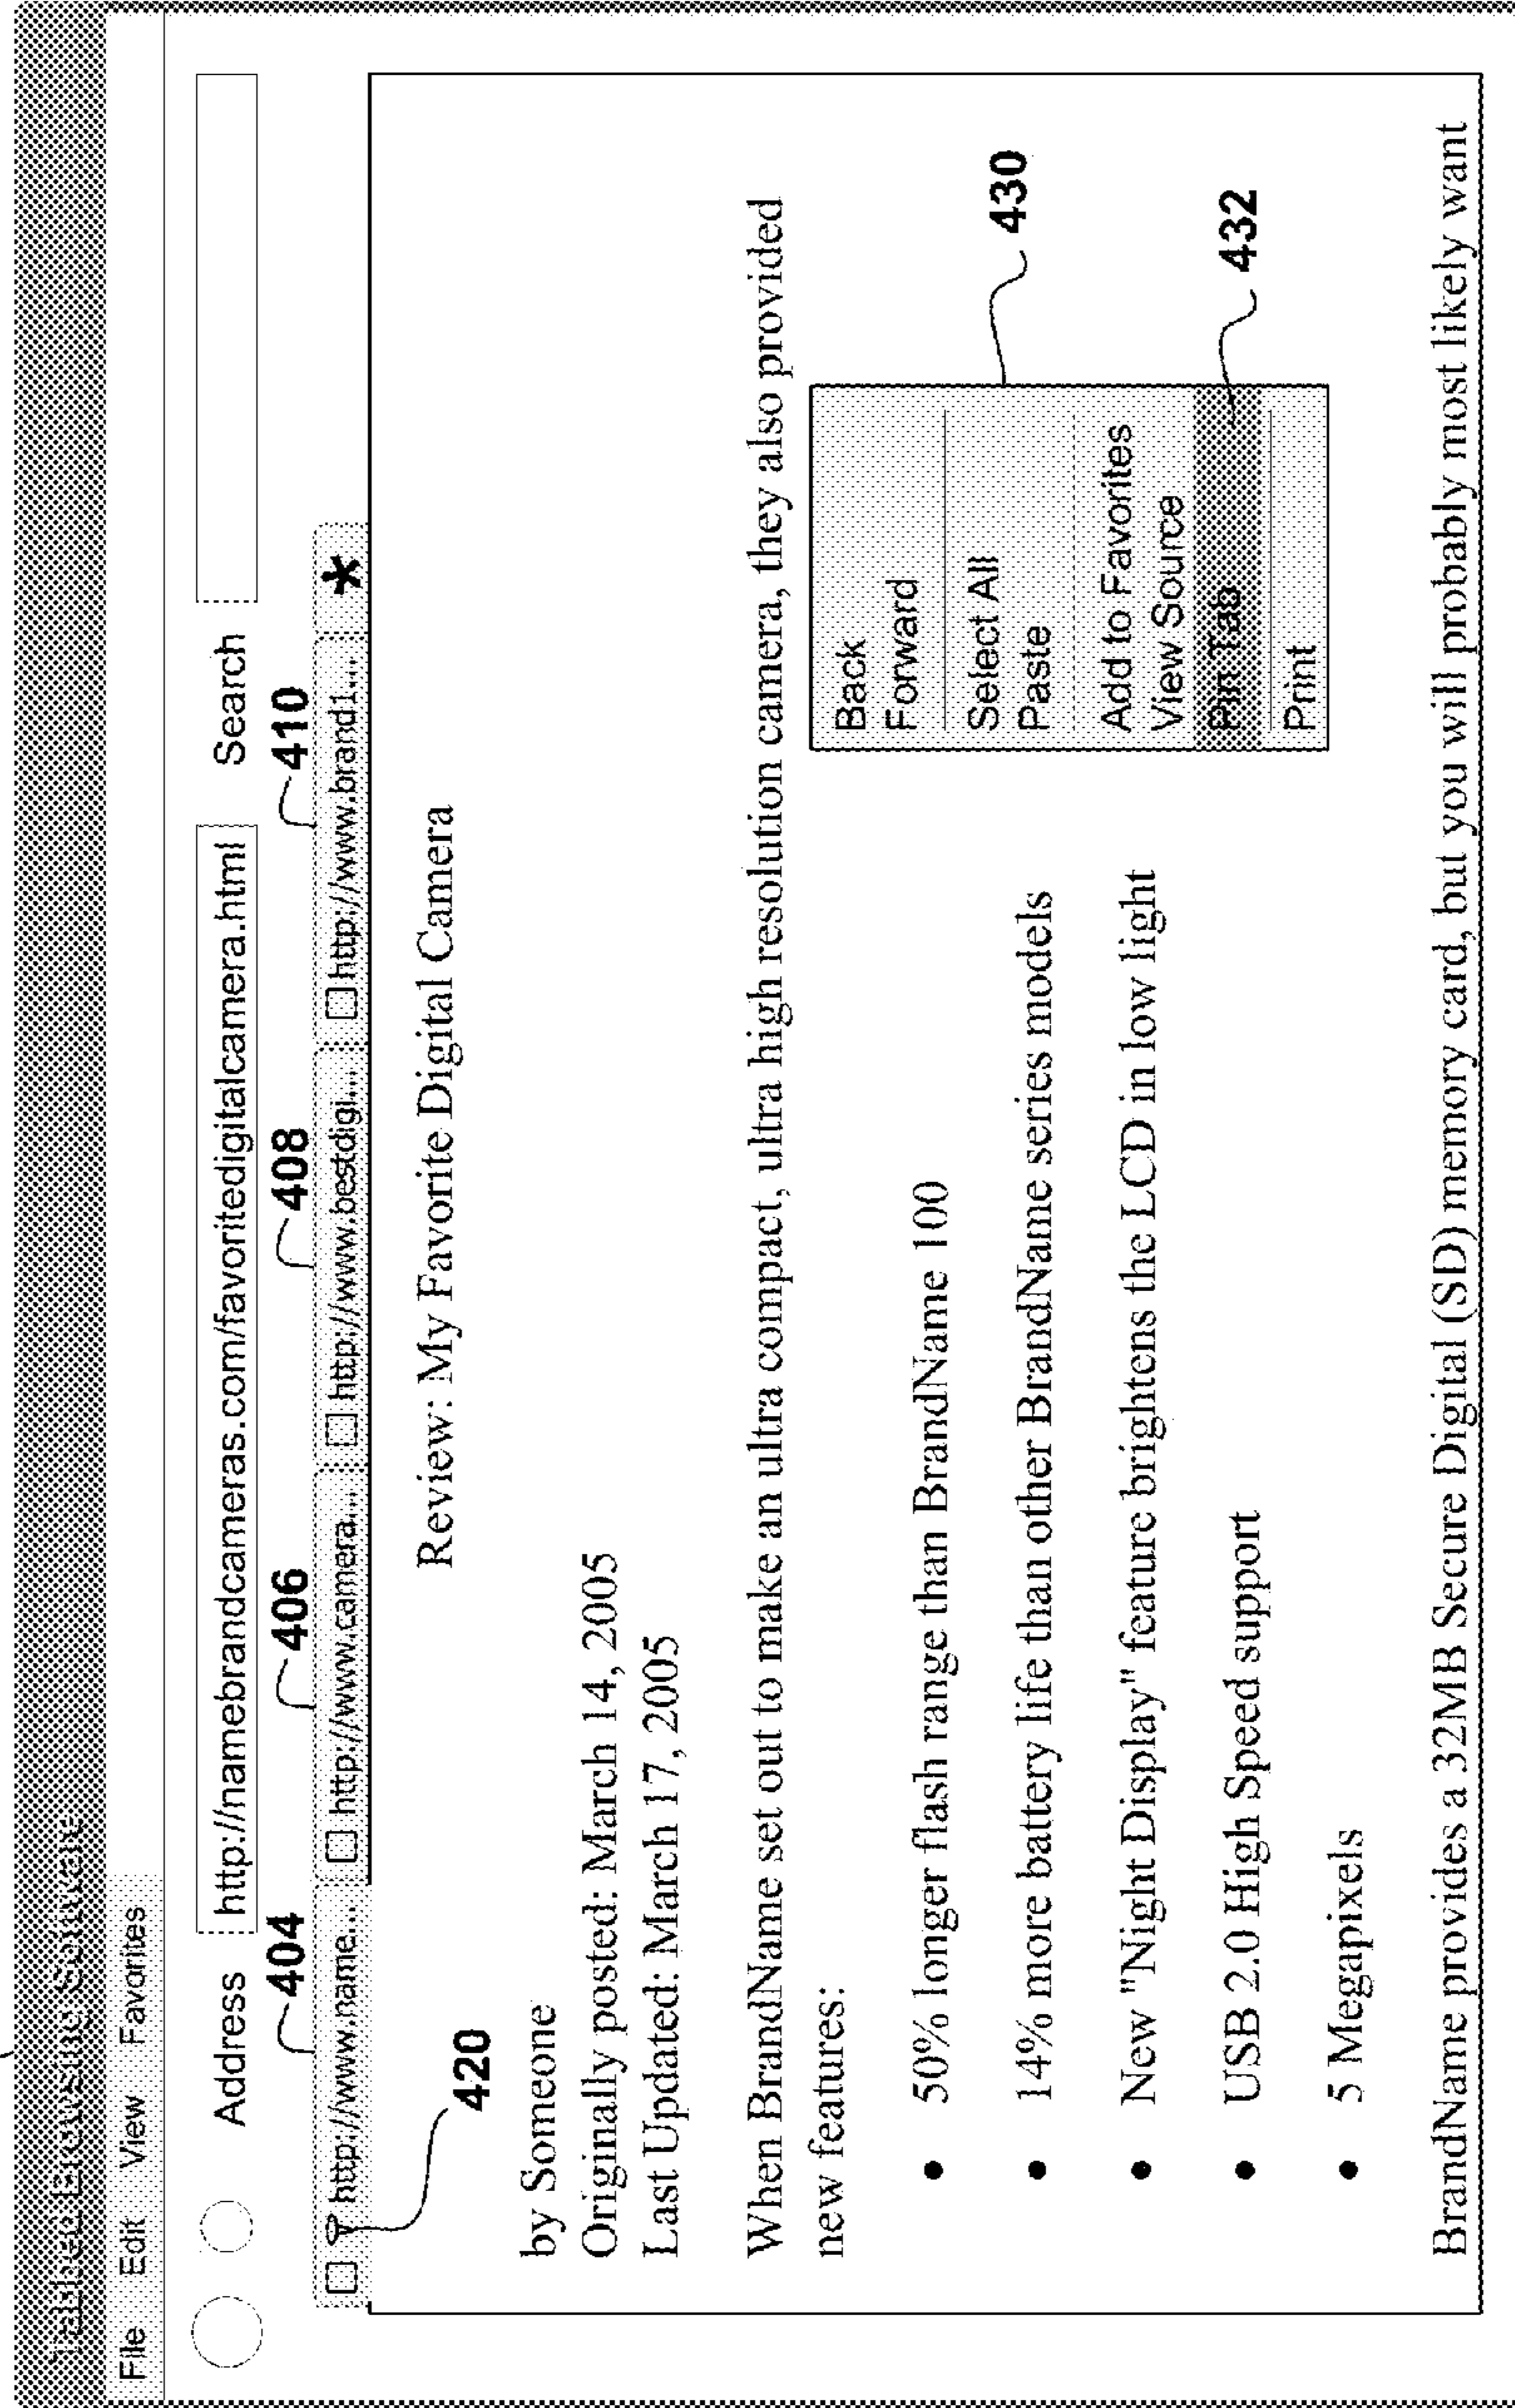 Tabbed Browsing Software
File Edit View Favorites
Address http://namebrandcameras.com/favoritedigitalcamera.html Search
404 406 408 410
http://www.name... http://www.camera... http://www.bestdigi... http://www.brand1... *
420
Review: My Favorite Digital Camera
by Someone
Originally posted: March 14, 2005
Last Updated: March 17, 2005
When BrandName set out to make an ultra compact, ultra high resolution camera, they also provided
new features:
• 50% longer flash range than BrandName 100
• 14% more battery life than other BrandName series models
• New "Night Display" feature brightens the LCD in low light
• USB 2.0 High Speed support
• 5 Megapixels
Back
Forward
Select All
Paste
Add to Favorites
View Source
Pin Tab
Print
430
432
BrandName provides a 32MB Secure Digital (SD) memory card, but you will probably most likely want